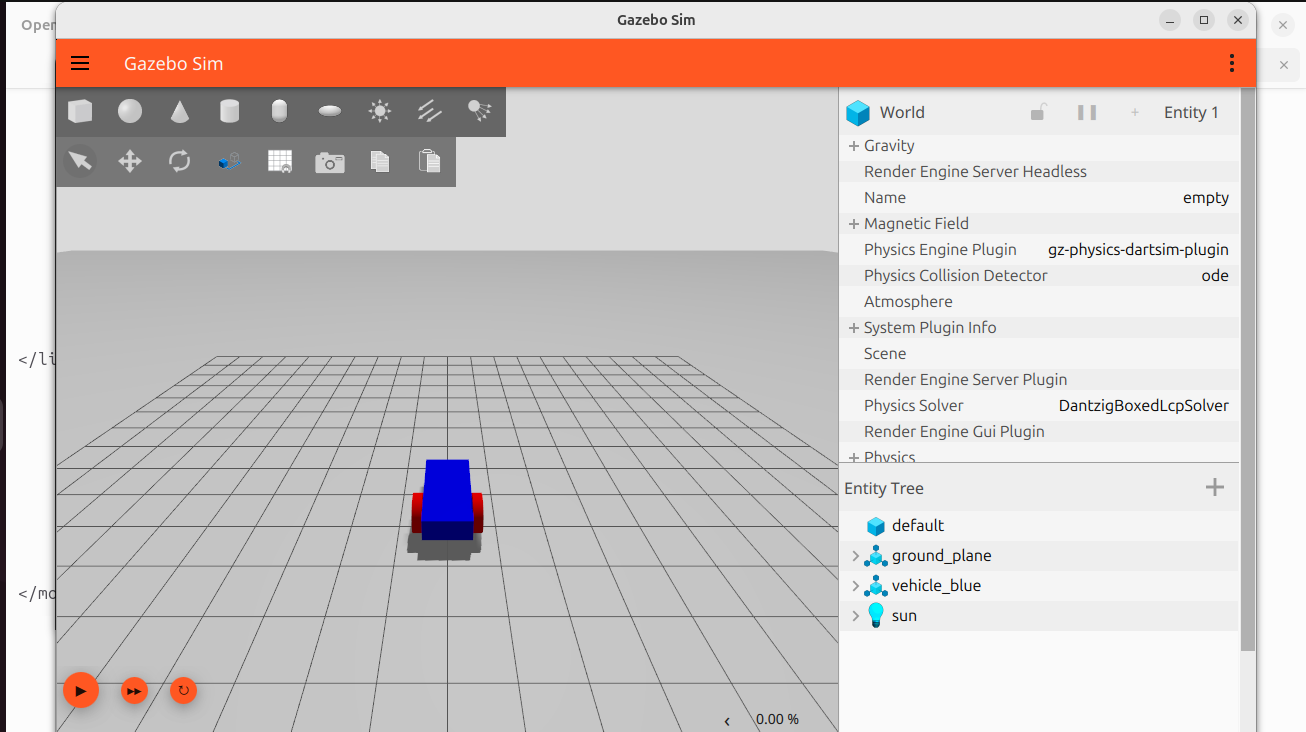 Gazebo Sim
Gazebo Sim
World Entity 1
Gravity
Render Engine Server Headless
Name empty
Magnetic Field
Physics Engine Plugin gz-physics-dartsim-plugin
Physics Collision Detector ode
Atmosphere
System Plugin Info
Scene
Render Engine Server Plugin
Physics Solver DantzigBoxedLcpSolver
Render Engine Gui Plugin
Physics
Entity Tree
default
ground_plane
vehicle_blue
sun
0.00 %
Oper
</li
</mo